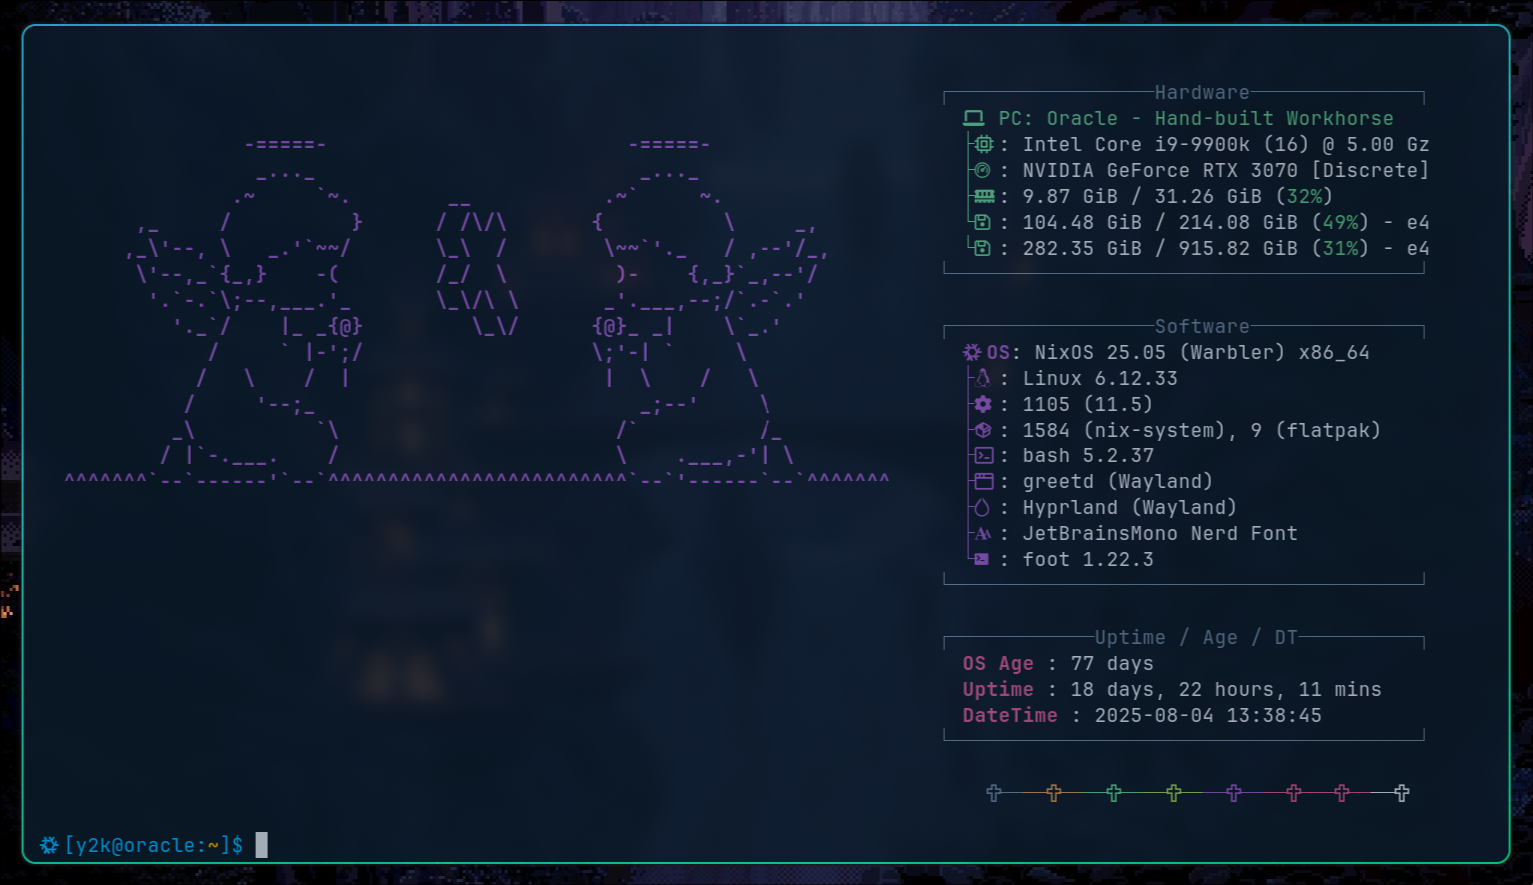 Hardware
PC: Oracle - Hand-built Workhorse
: Intel Core i9-9900k (16) @ 5.00 Gz
: NVIDIA GeForce RTX 3070 [Discrete]
: 9.87 GiB / 31.26 GiB (32%)
: 104.48 GiB / 214.08 GiB (49%) - e4
: 282.35 GiB / 915.82 GiB (31%) - e4
Software
OS: NixOS 25.05 (Warbler) x86_64
: Linux 6.12.33
: 1105 (11.5)
: 1584 (nix-system), 9 (flatpak)
: bash 5.2.37
: greetd (Wayland)
: Hyprland (Wayland)
: JetBrainsMono Nerd Font
: foot 1.22.3
Uptime / Age / DT
OS Age : 77 days
Uptime : 18 days, 22 hours, 11 mins
DateTime : 2025-08-04 13:38:45
[y2k@oracle:~]$